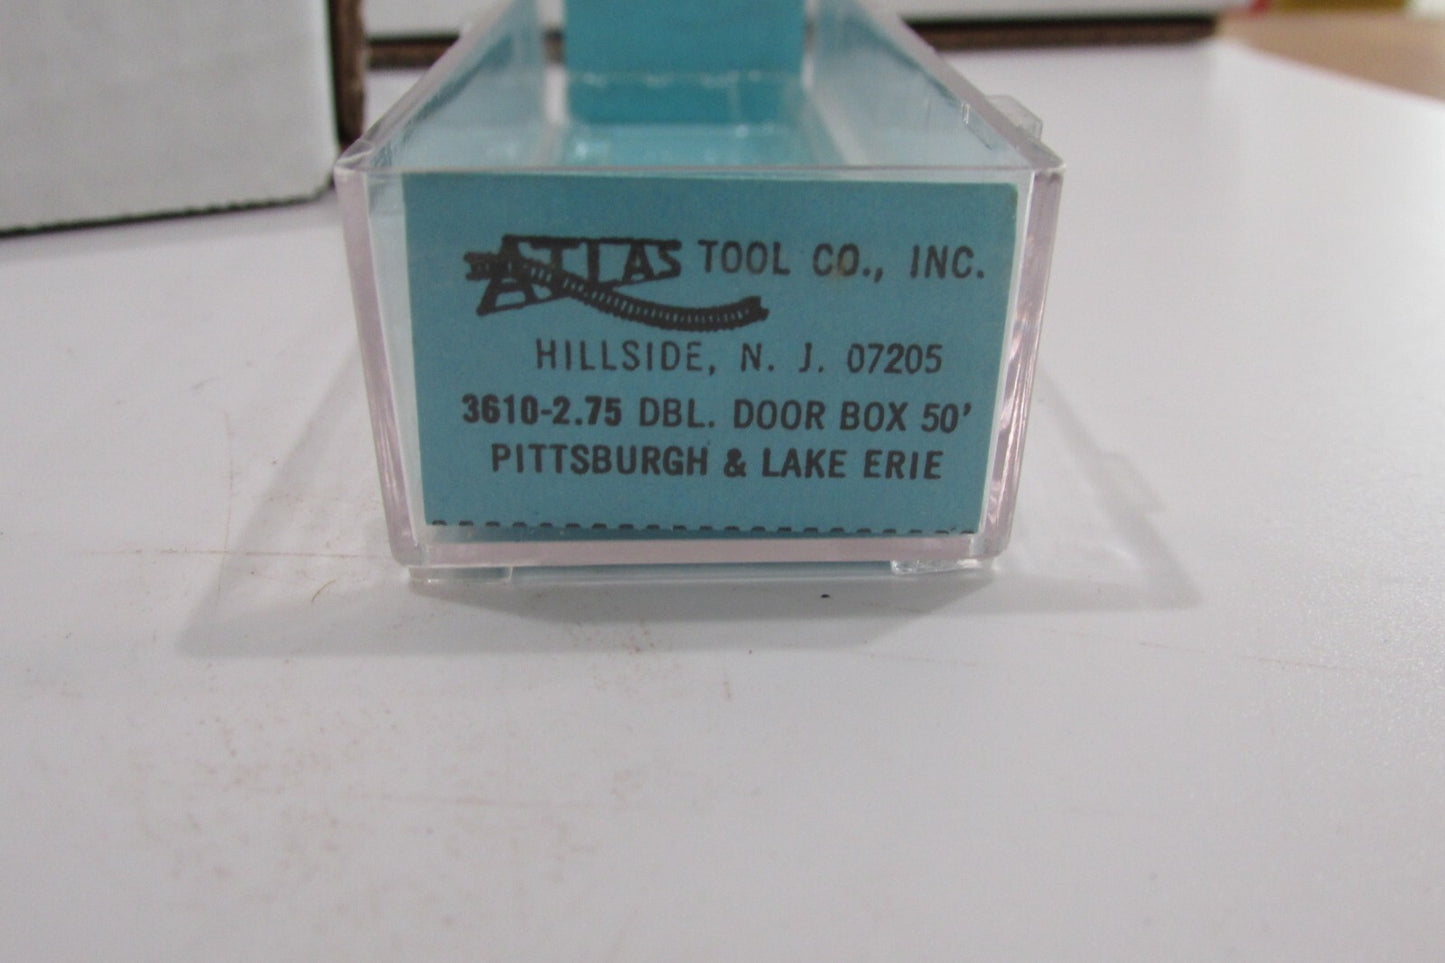 ATLAS TOOL CO., INC.
HILLSIDE, N. J. 07205
3610-2.75 DBL. DOOR BOX 50'
PITTSBURGH & LAKE ERIE